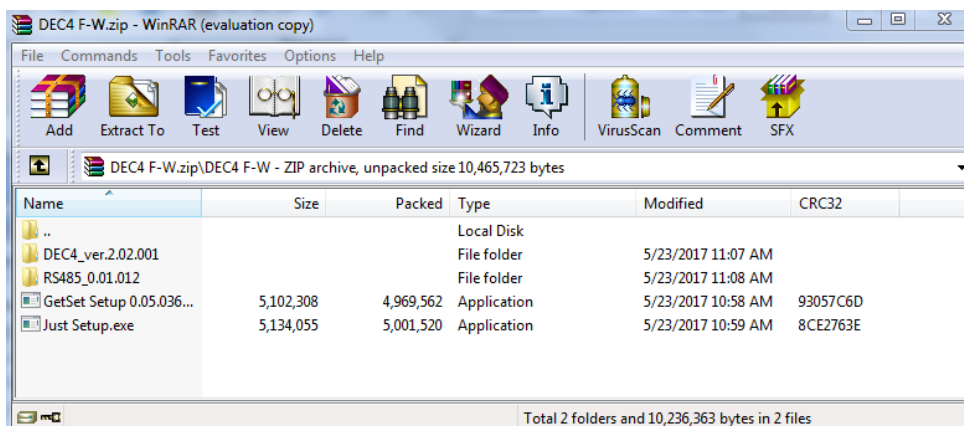 DEC4 F-W.zip - WinRAR (evaluation copy)
File Commands Tools Favorites Options Help
Add Extract To Test View Delete Find Wizard Info VirusScan Comment SFX
DEC4 F-W.zip\DEC4 F-W - ZIP archive, unpacked size 10,465,723 bytes
Name Size Packed Type Modified CRC32
.. Local Disk
DEC4_ver.2.02.001 File folder 5/23/2017 11:07 AM
RS485_0.01.012 File folder 5/23/2017 11:08 AM
GetSet Setup 0.05.036... 5,102,308 4,969,562 Application 5/23/2017 10:58 AM 93057C6D
Just Setup.exe 5,134,055 5,001,520 Application 5/23/2017 10:59 AM 8CE2763E
Total 2 folders and 10,236,363 bytes in 2 files